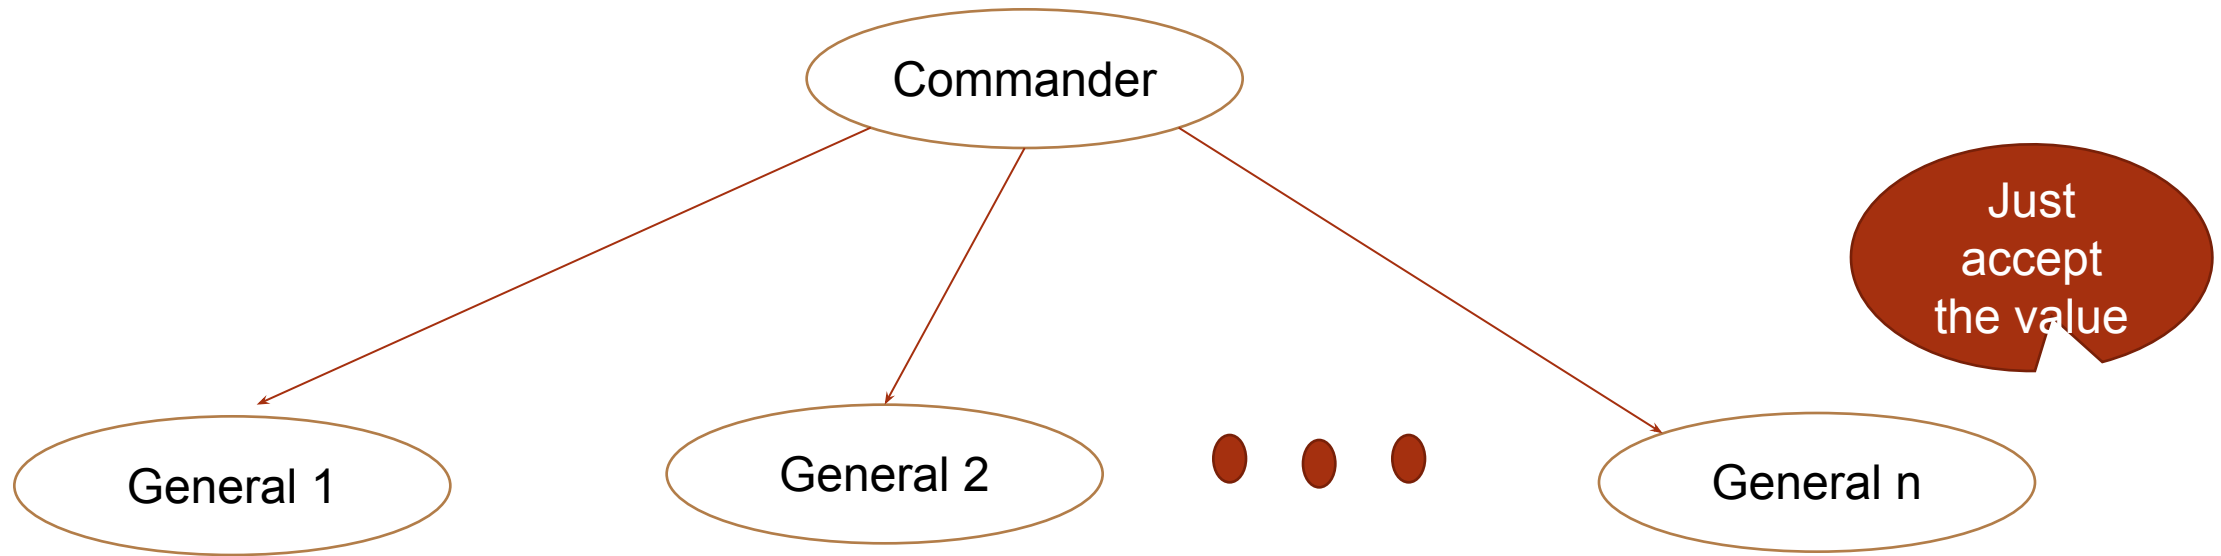 Commander
Just
accept
the value
General 1
General 2
General n